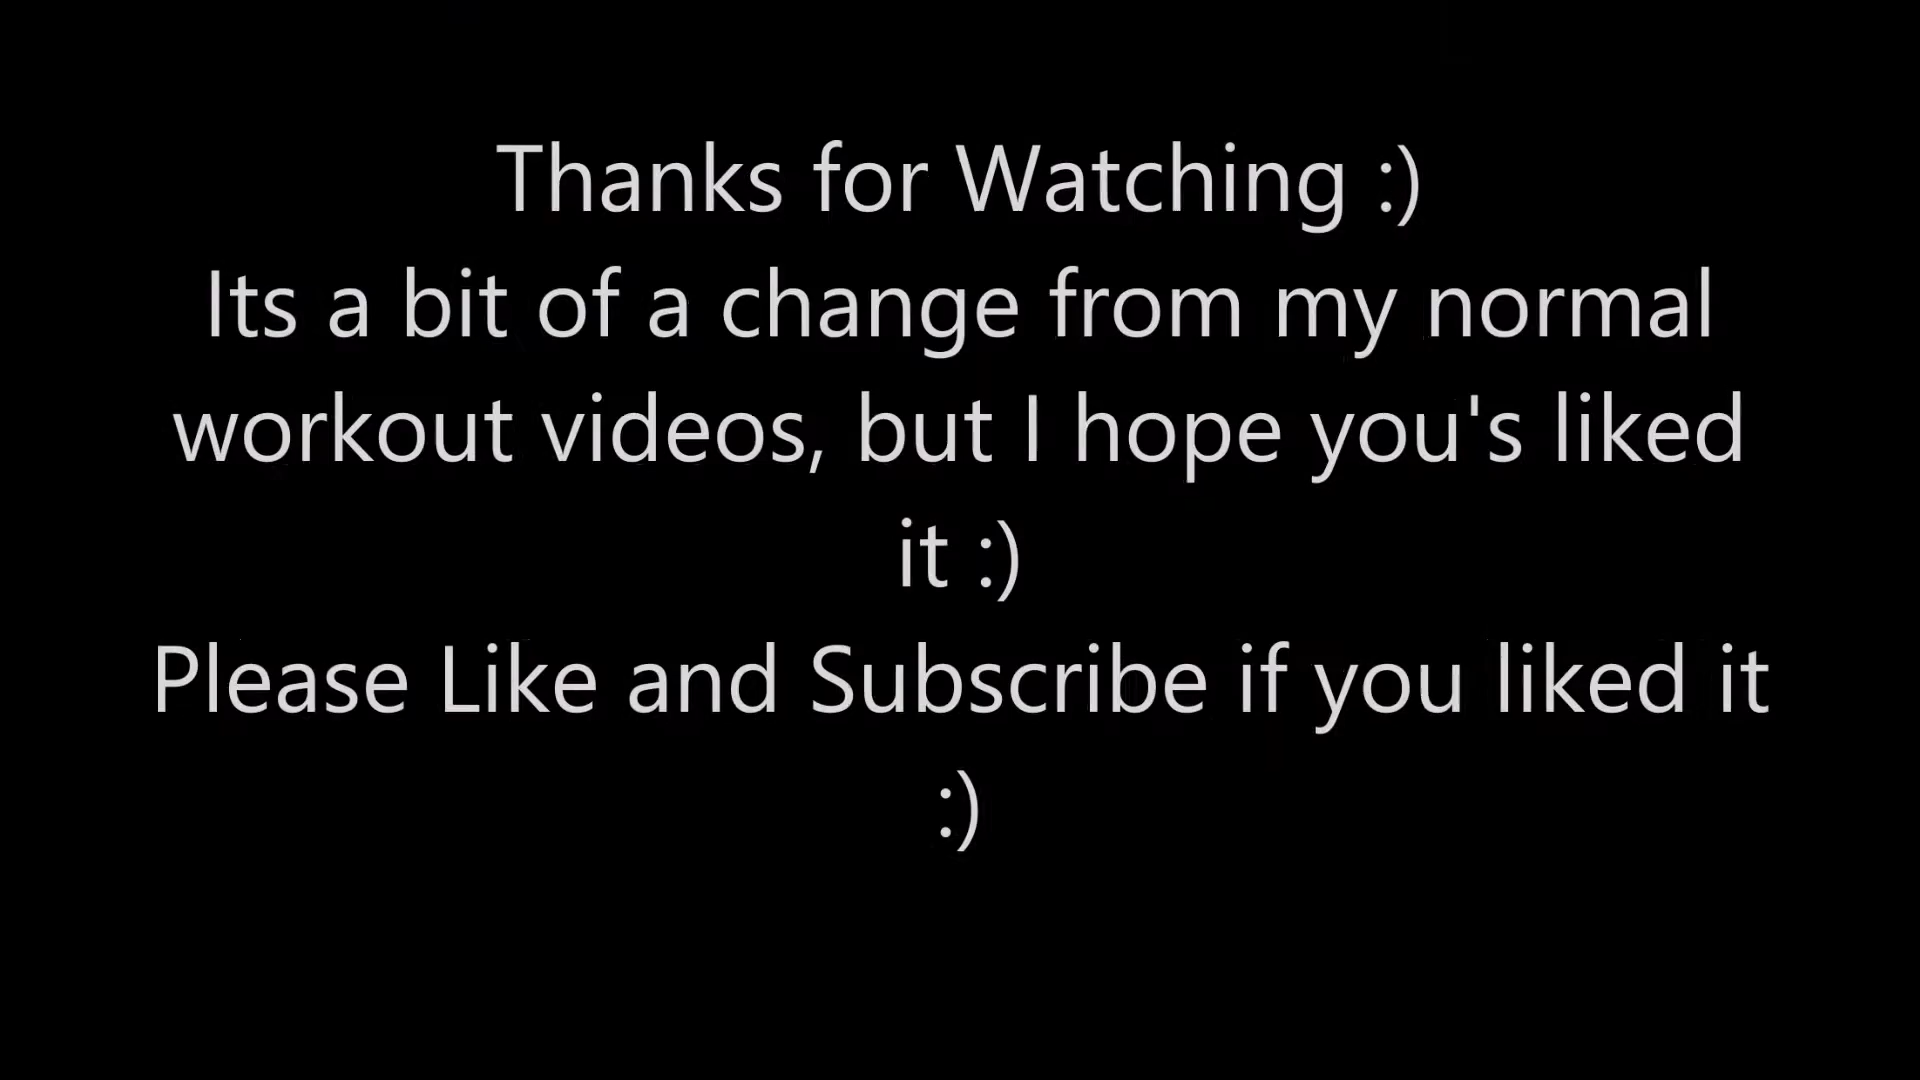 Thanks for Watching :)
Its a bit of a change from my normal
workout videos, but I hope you's liked
it :)
Please Like and Subscribe if you liked it
:)